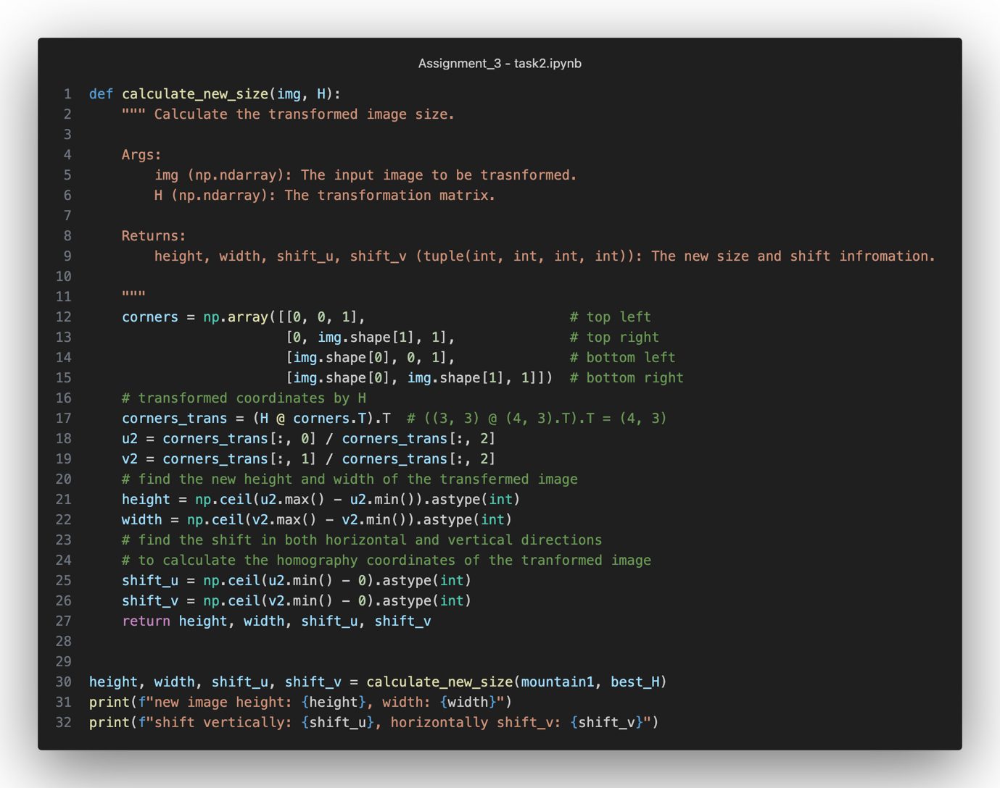 Assignment_3 - task2.ipynb
1 def calculate_new_size(img, H):
2     """ Calculate the transformed image size.
3
4     Args:
5         img (np.ndarray): The input image to be trasnformed.
6         H (np.ndarray): The transformation matrix.
7
8     Returns:
9         height, width, shift_u, shift_v (tuple(int, int, int, int)): The new size and shift infromation.
10
11     """
12     corners = np.array([[0, 0, 1],                         # top left
13                         [0, img.shape[1], 1],              # top right
14                         [img.shape[0], 0, 1],              # bottom left
15                         [img.shape[0], img.shape[1], 1]])  # bottom right
16     # transformed coordinates by H
17     corners_trans = (H @ corners.T).T  # ((3, 3) @ (4, 3).T).T = (4, 3)
18     u2 = corners_trans[:, 0] / corners_trans[:, 2]
19     v2 = corners_trans[:, 1] / corners_trans[:, 2]
20     # find the new height and width of the transfermed image
21     height = np.ceil(u2.max() - u2.min()).astype(int)
22     width = np.ceil(v2.max() - v2.min()).astype(int)
23     # find the shift in both horizontal and vertical directions
24     # to calculate the homography coordinates of the tranformed image
25     shift_u = np.ceil(u2.min() - 0).astype(int)
26     shift_v = np.ceil(v2.min() - 0).astype(int)
27     return height, width, shift_u, shift_v
28
29
30 height, width, shift_u, shift_v = calculate_new_size(mountain1, best_H)
31 print(f"new image height: {height}, width: {width}")
32 print(f"shift vertically: {shift_u}, horizontally shift_v: {shift_v}")